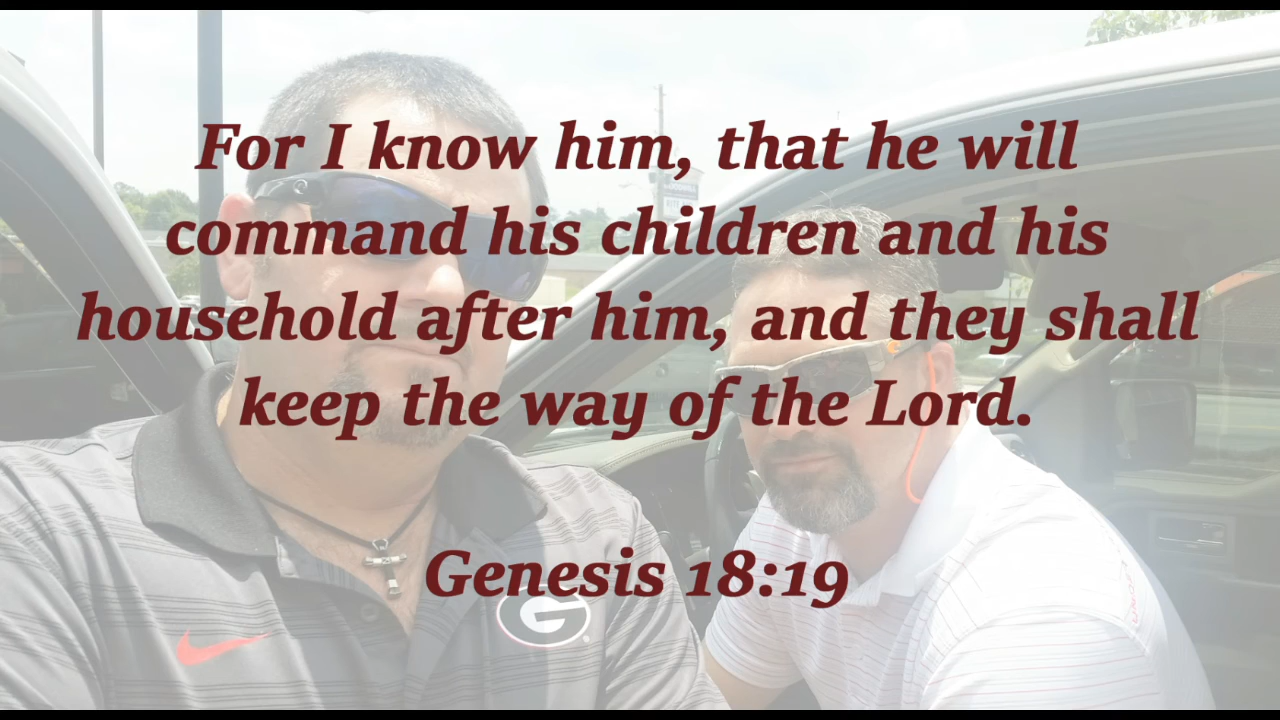 For I know him, that he will
command his children and his
household after him, and they shall
keep the way of the Lord.
Genesis 18:19
G